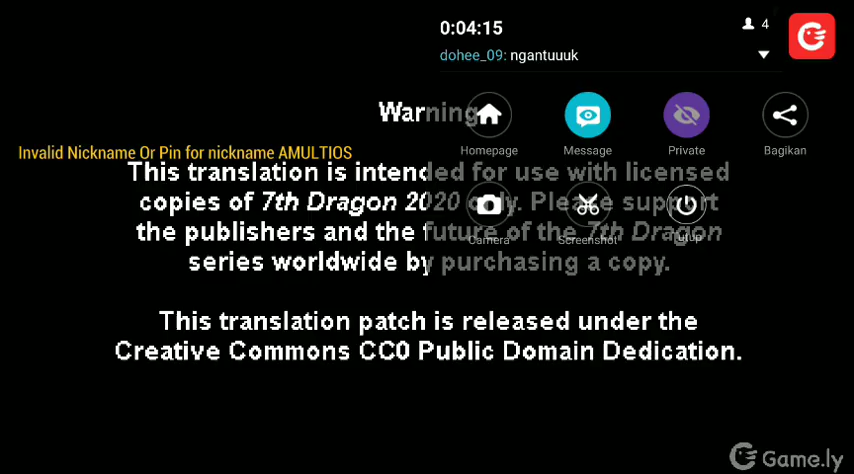 0:04:15
4
dohee_09: ngantuuuk
Warning
Homepage
Message
Private
Bagikan
Invalid Nickname Or Pin for nickname AMULTIOS
This translation is intended for use with licensed
copies of 7th Dragon 2020 only. Please support
the publishers and the future of the 7th Dragon
series worldwide by purchasing a copy.
Camera
Screenshot
Tutup
This translation patch is released under the
Creative Commons CC0 Public Domain Dedication.
Game.ly